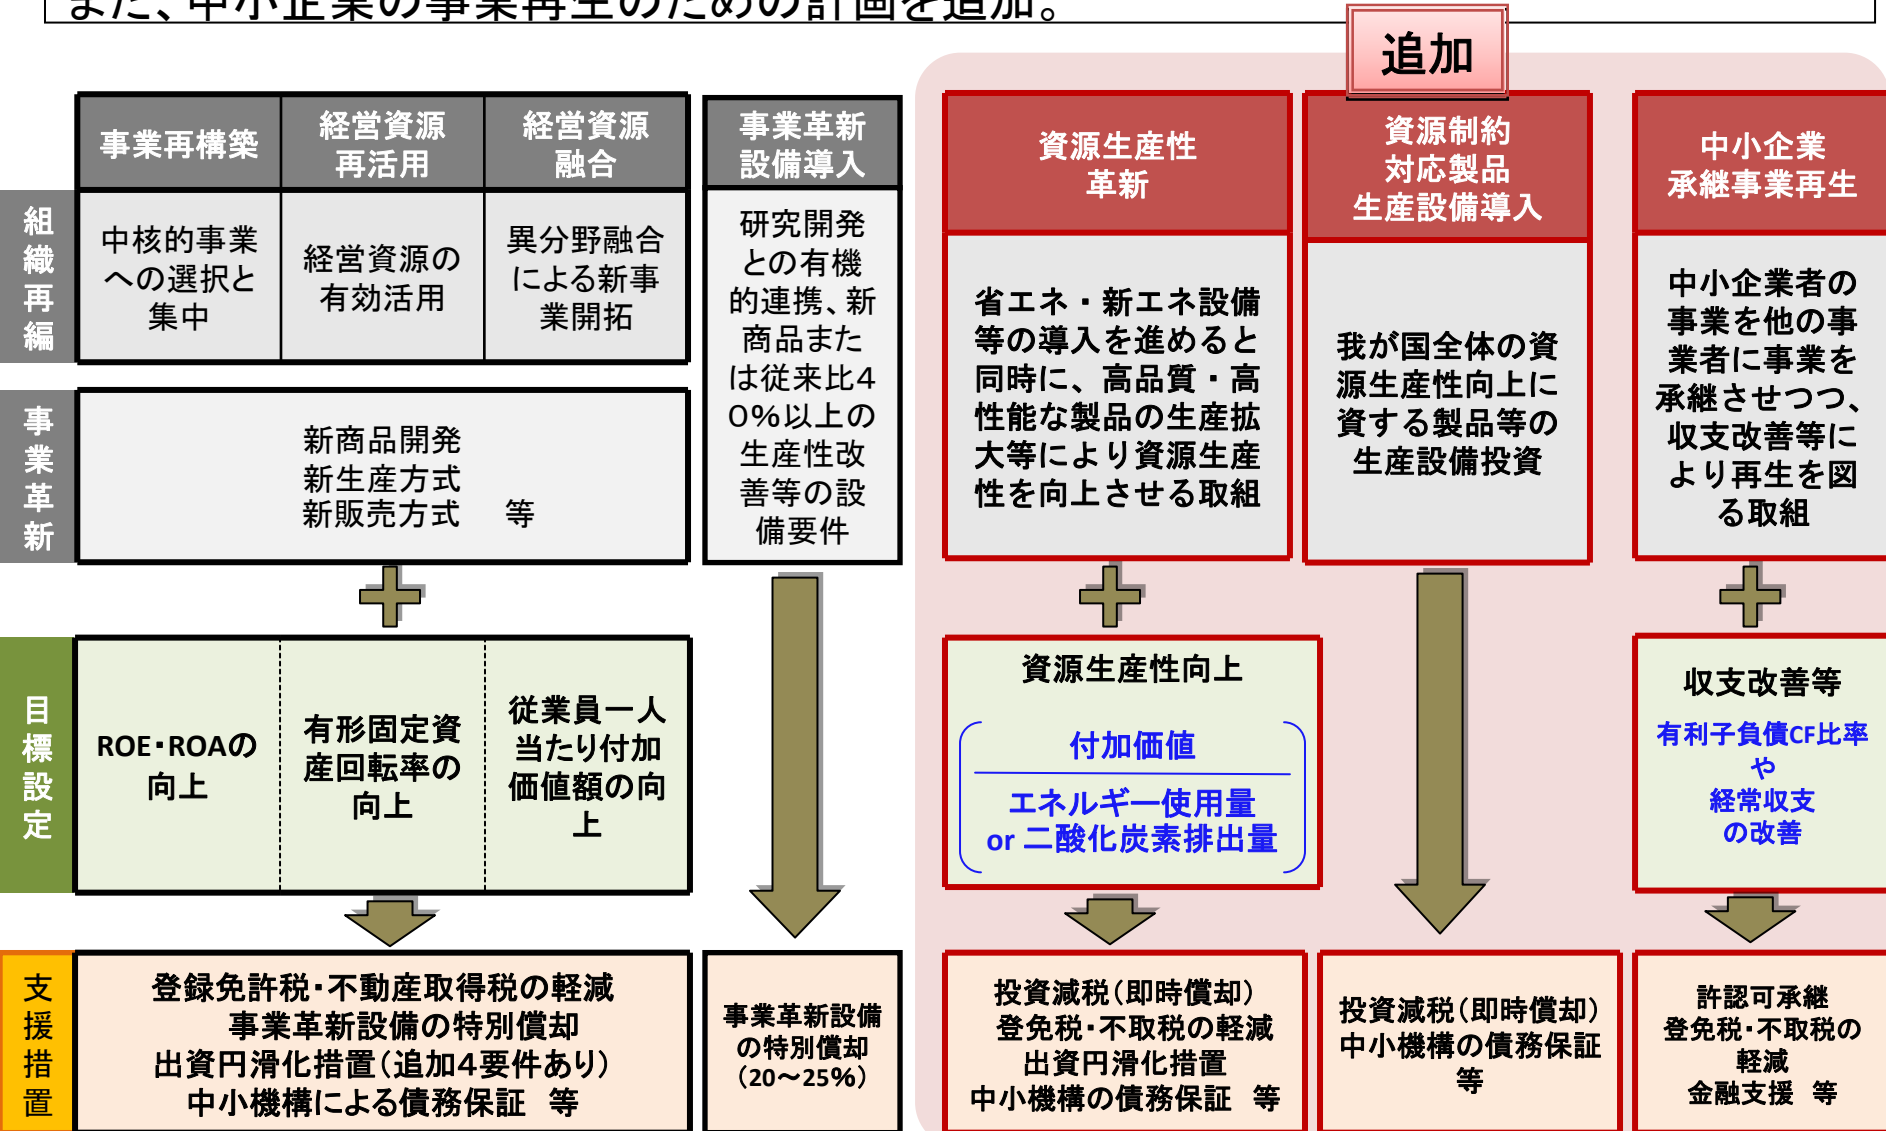 また、中小企業の事業再生のための計画を追加。
追加
事業再構築
経営資源
再活用
経営資源
融合
事業革新
設備導入
資源生産性
革新
資源制約
対応製品
生産設備導入
中小企業
承継事業再生
組織再編
中核的事業
への選択と
集中
経営資源の
有効活用
異分野融合
による新事
業開拓
研究開発
との有機
的連携、新
商品また
は従来比4
0%以上の
生産性改
善等の設
備要件
省エネ・新エネ設備
等の導入を進めると
同時に、高品質・高
性能な製品の生産拡
大等により資源生産
性を向上させる取組
我が国全体の資
源生産性向上に
資する製品等の
生産設備投資
中小企業者の
事業を他の事
業者に事業を
承継させつつ、
収支改善等に
より再生を図
る取組
事業革新
新商品開発
新生産方式
新販売方式 等
目標設定
ROE・ROAの
向上
有形固定資
産回転率の
向上
従業員一人
当たり付加
価値額の向
上
資源生産性向上
付加価値
エネルギー使用量
or 二酸化炭素排出量
収支改善等
有利子負債CF比率
や
経常収支
の改善
支援措置
登録免許税・不動産取得税の軽減
事業革新設備の特別償却
出資円滑化措置(追加4要件あり)
中小機構による債務保証 等
事業革新設備
の特別償却
(20～25%)
投資減税(即時償却)
登免税・不取税の軽減
出資円滑化措置
中小機構の債務保証 等
投資減税(即時償却)
中小機構の債務保証
等
許認可承継
登免税・不取税の
軽減
金融支援 等